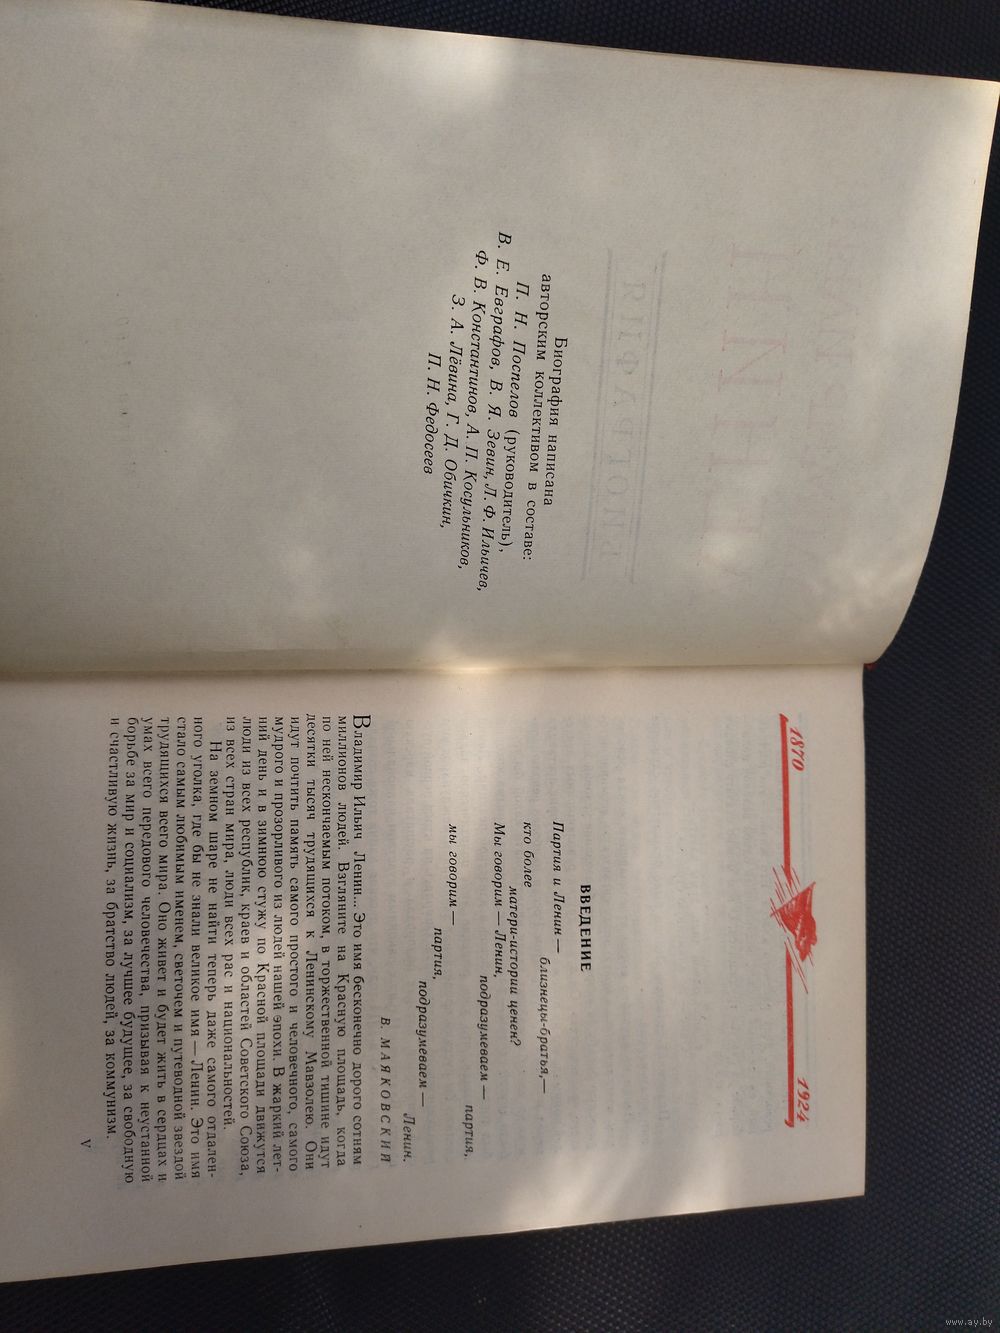 Биография написана
авторским коллективом в составе:
П. Н. Поспелов (руководитель),
В. Е. Евграфов, В. Я. Зевин, Л. Ф. Ильичев,
Ф. В. Константинов, А. П. Косульников,
З. А. Лёвина, Г. Д. Обичкин,
П. Н. Федосеев
1870 1924
ВВЕДЕНИЕ
Партия и Ленин —
близнецы-братья,—
кто более
матери-истории ценен?
Мы говорим — Ленин,
подразумеваем —
партия,
мы говорим —
партия,
подразумеваем —
Ленин.
В. МАЯКОВСКИЙ
Владимир Ильич Ленин... Это имя бесконечно дорого сотням
миллионов людей. Взгляните на Красную площадь, когда
по ней нескончаемым потоком, в торжественной тишине идут
десятки тысяч трудящихся к Ленинскому Мавзолею. Они
идут почтить память самого простого и человечного, самого
мудрого и прозорливого из людей нашей эпохи. В жаркий лет-
ний день и в зимнюю стужу по Красной площади движутся
люди из всех республик, краев и областей Советского Союза,
из всех стран мира, люди всех рас и национальностей.
На земном шаре не найти теперь даже самого отдален-
ного уголка, где бы не знали великое имя — Ленин. Это имя
стало самым любимым именем, светочем и путеводной звездой
трудящихся всего мира. Оно живет и будет жить в сердцах и
умах всего передового человечества, призывая к неустанной
борьбе за мир и социализм, за лучшее будущее, за свободную
и счастливую жизнь, за братство людей, за коммунизм.
V
www.ay.by